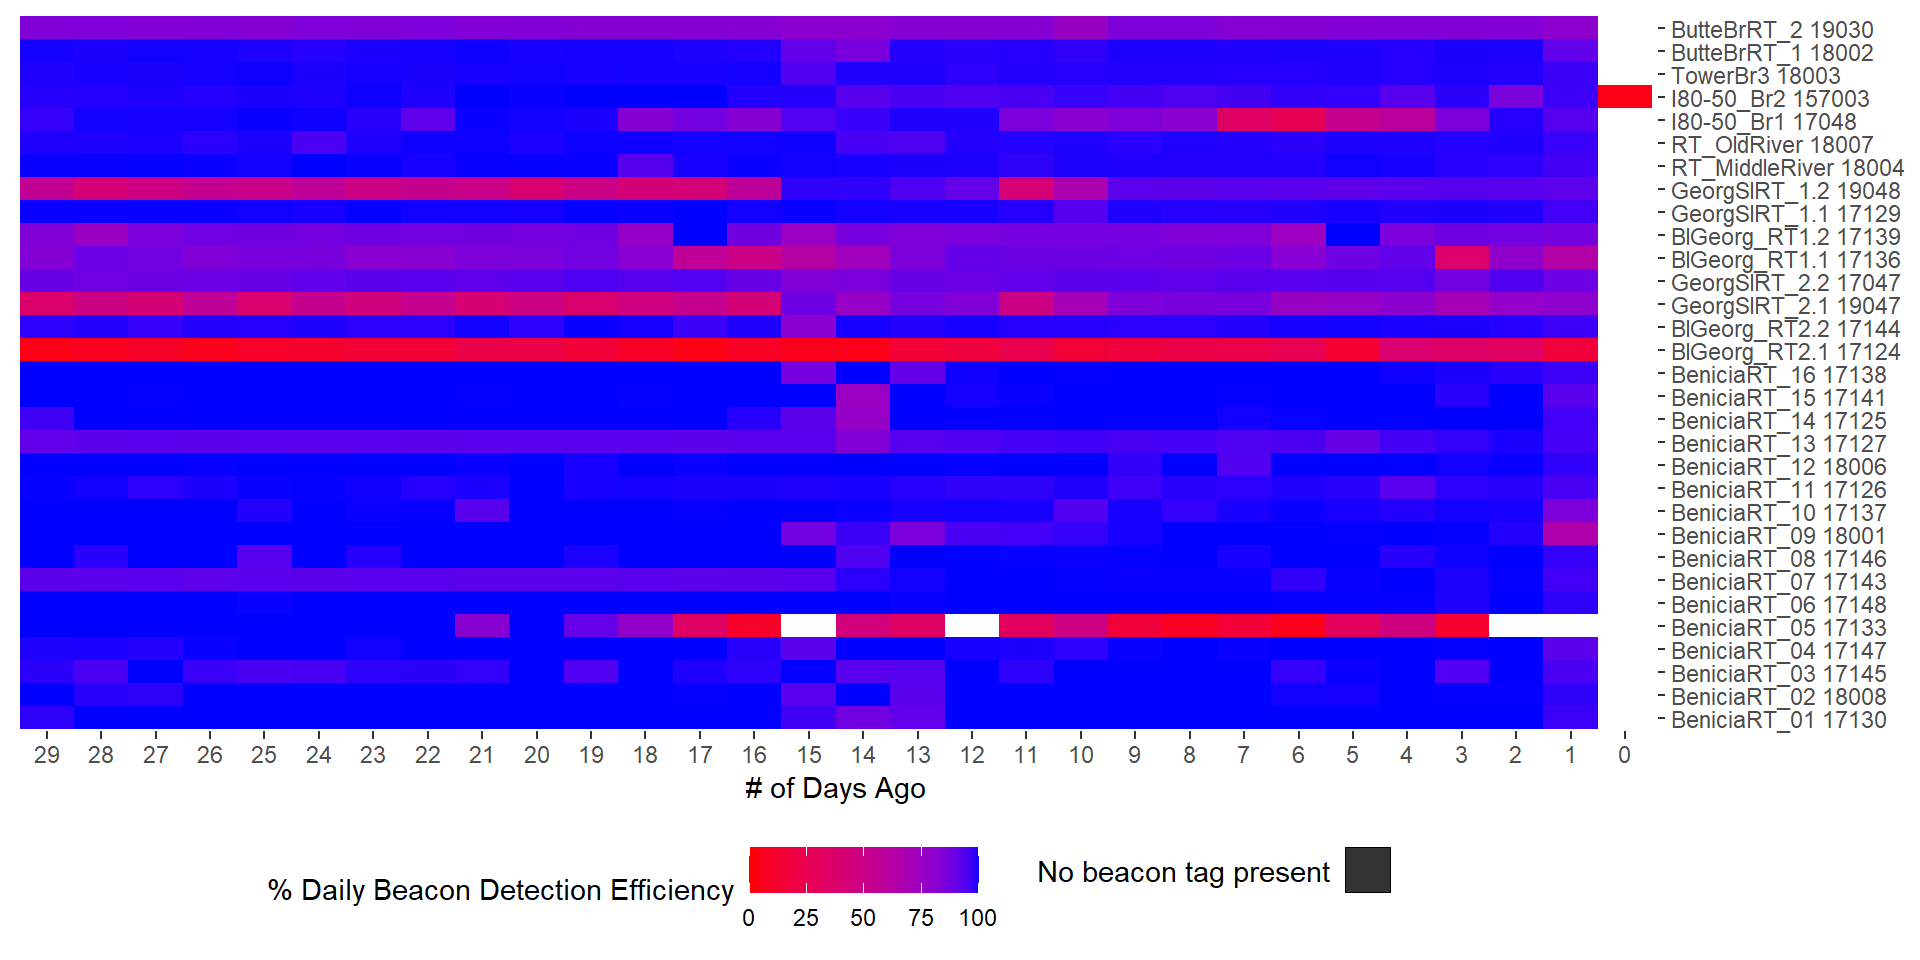 ButteBrRT_2 19030
ButteBrRT_1 18002
TowerBr3 18003
I80-50_Br2 157003
I80-50_Br1 17048
RT_OldRiver 18007
RT_MiddleRiver 18004
GeorgSlRT_1.2 19048
GeorgSlRT_1.1 17129
BlGeorg_RT1.2 17139
BlGeorg_RT1.1 17136
GeorgSlRT_2.2 17047
GeorgSlRT_2.1 19047
BlGeorg_RT2.2 17144
BlGeorg_RT2.1 17124
BeniciaRT_16 17138
BeniciaRT_15 17141
BeniciaRT_14 17125
BeniciaRT_13 17127
BeniciaRT_12 18006
BeniciaRT_11 17126
BeniciaRT_10 17137
BeniciaRT_09 18001
BeniciaRT_08 17146
BeniciaRT_07 17143
BeniciaRT_06 17148
BeniciaRT_05 17133
BeniciaRT_04 17147
BeniciaRT_03 17145
BeniciaRT_02 18008
BeniciaRT_01 17130
29 28 27 26 25 24 23 22 21 20 19 18 17 16 15 14 13 12 11 10 9 8 7 6 5 4 3 2 1 0
# of Days Ago
% Daily Beacon Detection Efficiency
0 25 50 75 100
No beacon tag present